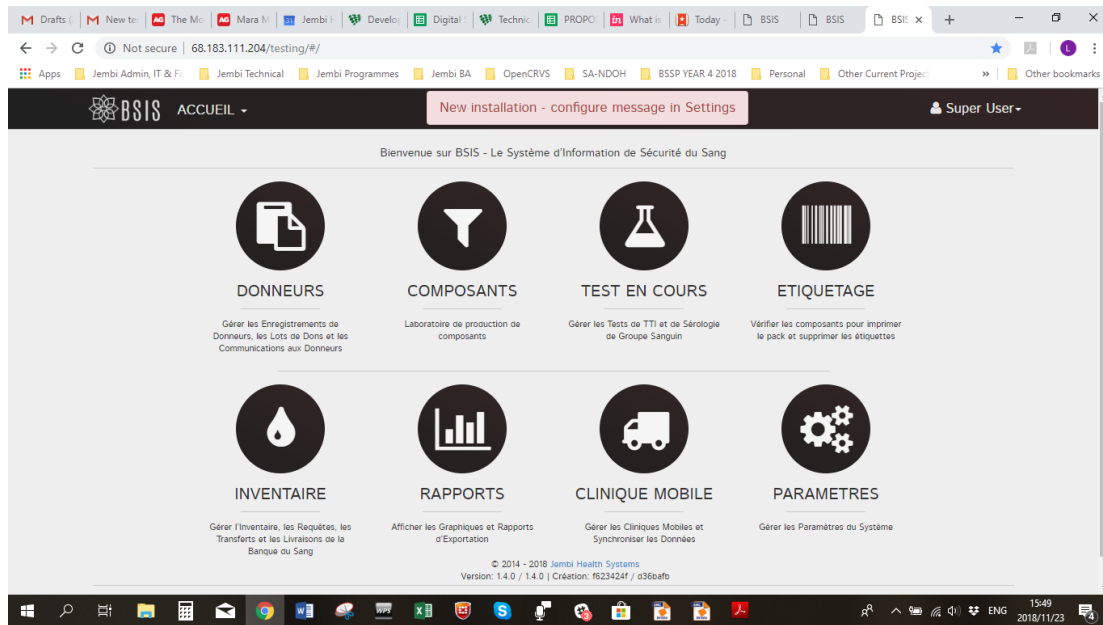 Drafts
New te
The Mo
Mara M
Jembi H
Develop
Digital
Technic
PROPO
What is
Today -
BSIS
BSIS
BSIS
Not secure | 68.183.111.204/testing/#/
Apps
Jembi Admin, IT & Fi
Jembi Technical
Jembi Programmes
Jembi BA
OpenCRVS
SA-NDOH
BSSP YEAR 4 2018
Personal
Other Current Project
»
Other bookmarks
BSIS
ACCUEIL
New installation - configure message in Settings
Super User
Bienvenue sur BSIS - Le Système d'Information de Sécurité du Sang
DONNEURS
Gérer les Enregistrements de
Donneurs, les Lots de Dons et les
Communications aux Donneurs
COMPOSANTS
Laboratoire de production de
composants
TEST EN COURS
Gérer les Tests de TTI et de Sérologie
de Groupe Sanguin
ETIQUETAGE
Vérifier les composants pour imprimer
le pack et supprimer les étiquettes
INVENTAIRE
Gérer l'Inventaire, les Requêtes, les
Transferts et les Livraisons de la
Banque du Sang
RAPPORTS
Afficher les Graphiques et Rapports
d'Exportation
CLINIQUE MOBILE
Gérer les Cliniques Mobiles et
Synchroniser les Données
PARAMETRES
Gérer les Paramètres du Système
© 2014 - 2018 Jembi Health Systems
Version: 1.4.0 / 1.4.0 | Création: f623424f / d36bafb
ENG
15:49
2018/11/23